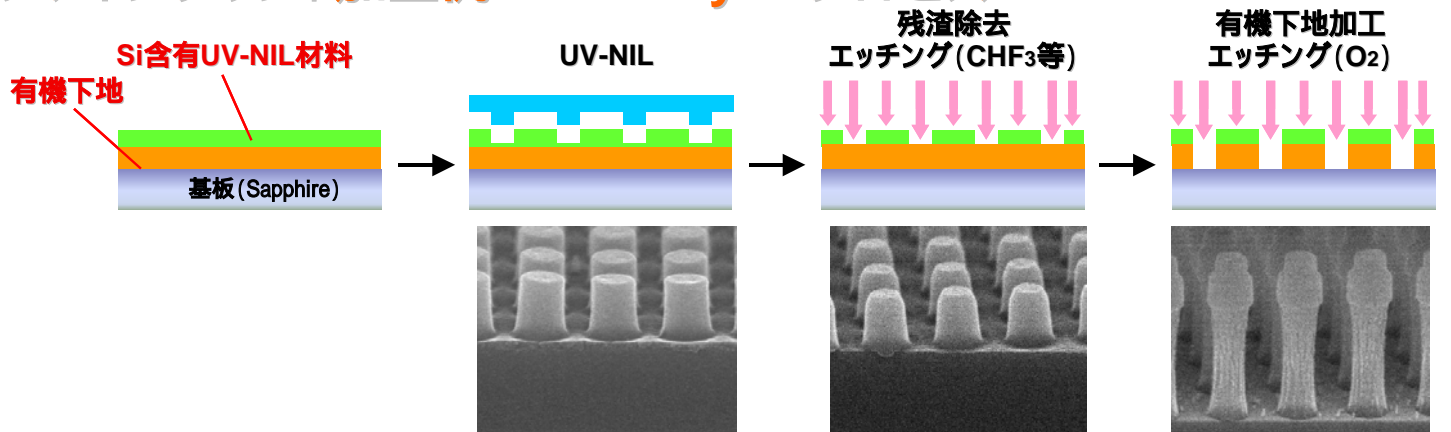 残渣除去
有機下地加工
Si含有UV-NIL材料
UV-NIL
エッチング(CHF3等)
エッチング(O2)
有機下地
基板(Sapphire)